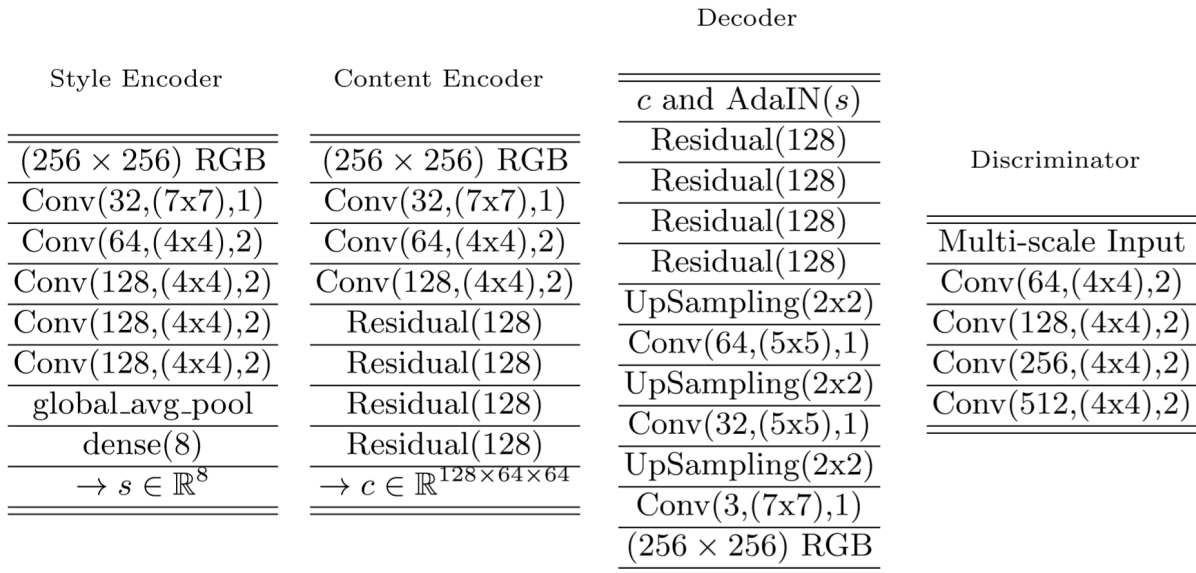 Style Encoder
(256 × 256) RGB
Conv(32,(7x7),1)
Conv(64,(4x4),2)
Conv(128,(4x4),2)
Conv(128,(4x4),2)
Conv(128,(4x4),2)
global_avg_pool
dense(8)
→ s ∈ ℝ⁸
Content Encoder
(256 × 256) RGB
Conv(32,(7x7),1)
Conv(64,(4x4),2)
Conv(128,(4x4),2)
Residual(128)
Residual(128)
Residual(128)
Residual(128)
→ c ∈ ℝ¹²⁸ˣ⁶⁴ˣ⁶⁴
Decoder
c and AdaIN(s)
Residual(128)
Residual(128)
Residual(128)
Residual(128)
UpSampling(2x2)
Conv(64,(5x5),1)
UpSampling(2x2)
Conv(32,(5x5),1)
UpSampling(2x2)
Conv(3,(7x7),1)
(256 × 256) RGB
Discriminator
Multi-scale Input
Conv(64,(4x4),2)
Conv(128,(4x4),2)
Conv(256,(4x4),2)
Conv(512,(4x4),2)